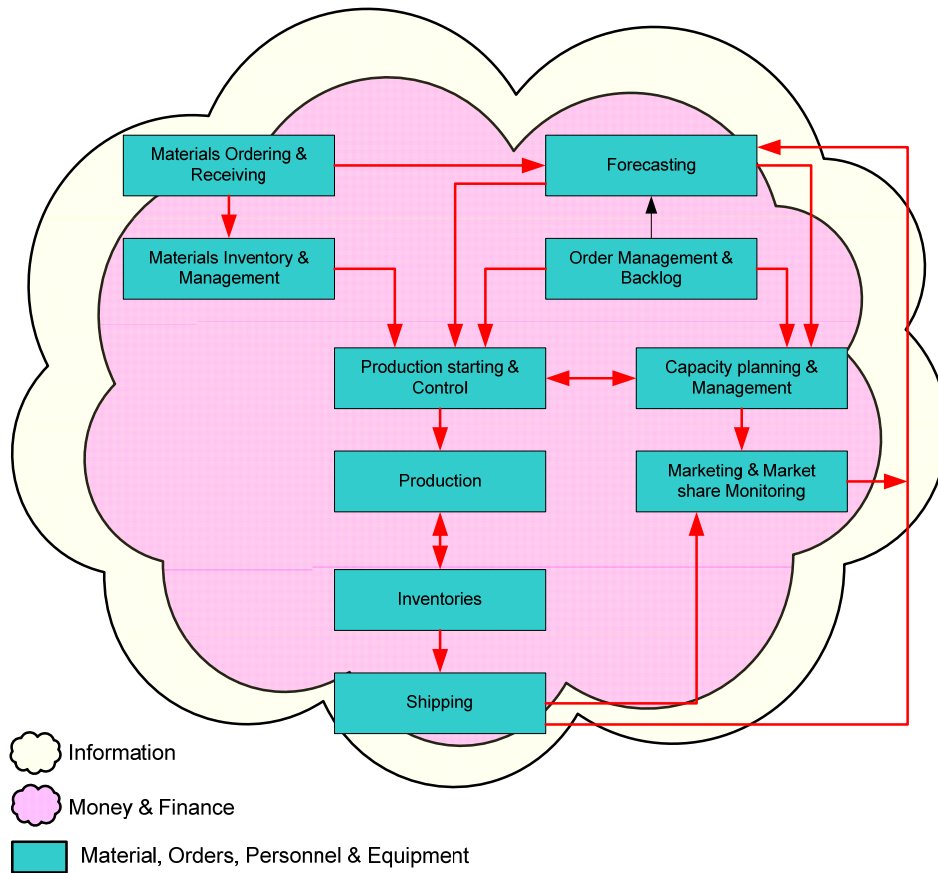 Materials Ordering &
Receiving
Forecasting
Materials Inventory &
Management
Order Management &
Backlog
Production starting &
Control
Capacity planning &
Management
Production
Marketing & Market
share Monitoring
Inventories
Shipping
Information
Money & Finance
Material, Orders, Personnel & Equipment